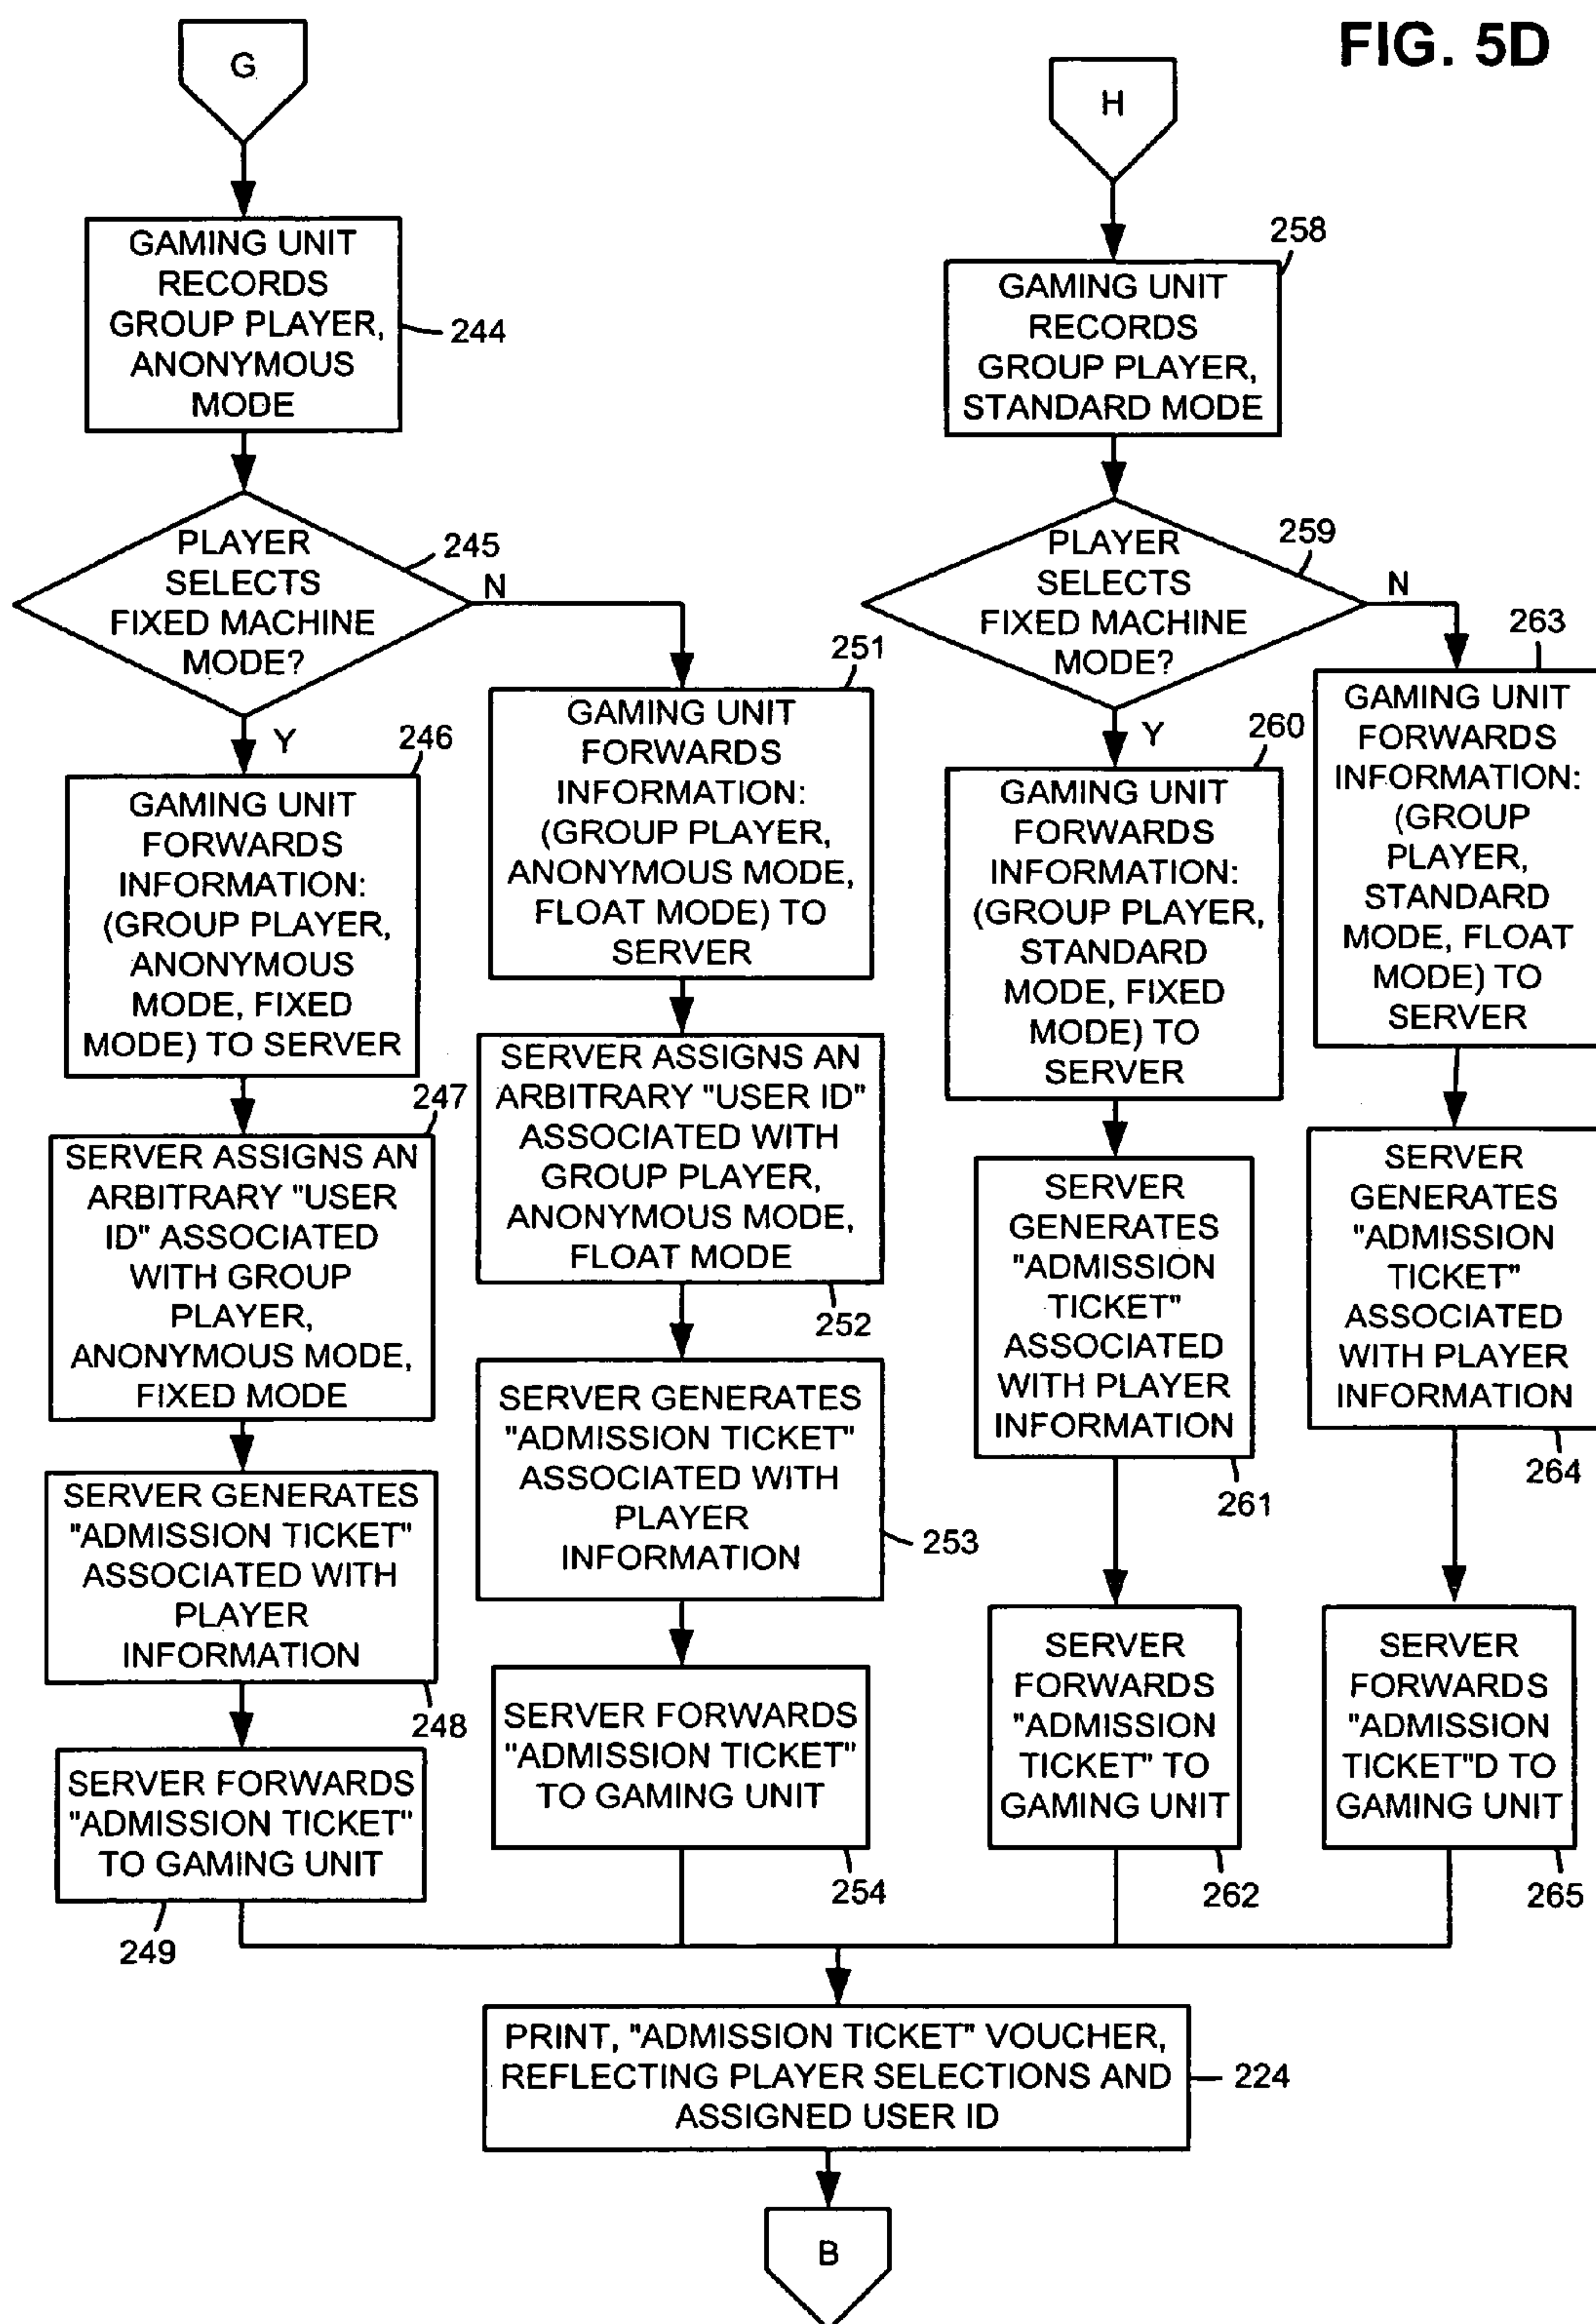 FIG. 5D
G
GAMING UNIT
RECORDS
GROUP PLAYER,
ANONYMOUS
MODE
244
PLAYER
SELECTS
FIXED MACHINE
MODE?
245
N
Y
246
GAMING UNIT
FORWARDS
INFORMATION:
(GROUP PLAYER,
ANONYMOUS
MODE, FIXED
MODE) TO SERVER
247
SERVER ASSIGNS AN
ARBITRARY "USER
ID" ASSOCIATED
WITH GROUP
PLAYER,
ANONYMOUS MODE,
FIXED MODE
SERVER GENERATES
"ADMISSION TICKET"
ASSOCIATED WITH
PLAYER
INFORMATION
248
SERVER FORWARDS
"ADMISSION TICKET"
TO GAMING UNIT
249
251
GAMING UNIT
FORWARDS
INFORMATION:
(GROUP PLAYER,
ANONYMOUS MODE,
FLOAT MODE) TO
SERVER
SERVER ASSIGNS AN
ARBITRARY "USER ID"
ASSOCIATED WITH
GROUP PLAYER,
ANONYMOUS MODE,
FLOAT MODE
252
SERVER GENERATES
"ADMISSION TICKET"
ASSOCIATED WITH
PLAYER
INFORMATION
253
SERVER FORWARDS
"ADMISSION TICKET"
TO GAMING UNIT
254
H
258
GAMING UNIT
RECORDS
GROUP PLAYER,
STANDARD MODE
PLAYER
SELECTS
FIXED MACHINE
MODE?
259
N
Y
260
GAMING UNIT
FORWARDS
INFORMATION:
(GROUP PLAYER,
STANDARD
MODE, FIXED
MODE) TO
SERVER
SERVER
GENERATES
"ADMISSION
TICKET"
ASSOCIATED
WITH PLAYER
INFORMATION
261
SERVER
FORWARDS
"ADMISSION
TICKET" TO
GAMING UNIT
262
263
GAMING UNIT
FORWARDS
INFORMATION:
(GROUP
PLAYER,
STANDARD
MODE, FLOAT
MODE) TO
SERVER
SERVER
GENERATES
"ADMISSION
TICKET"
ASSOCIATED
WITH PLAYER
INFORMATION
264
SERVER
FORWARDS
"ADMISSION
TICKET"D TO
GAMING UNIT
265
PRINT, "ADMISSION TICKET" VOUCHER,
REFLECTING PLAYER SELECTIONS AND
ASSIGNED USER ID
224
B